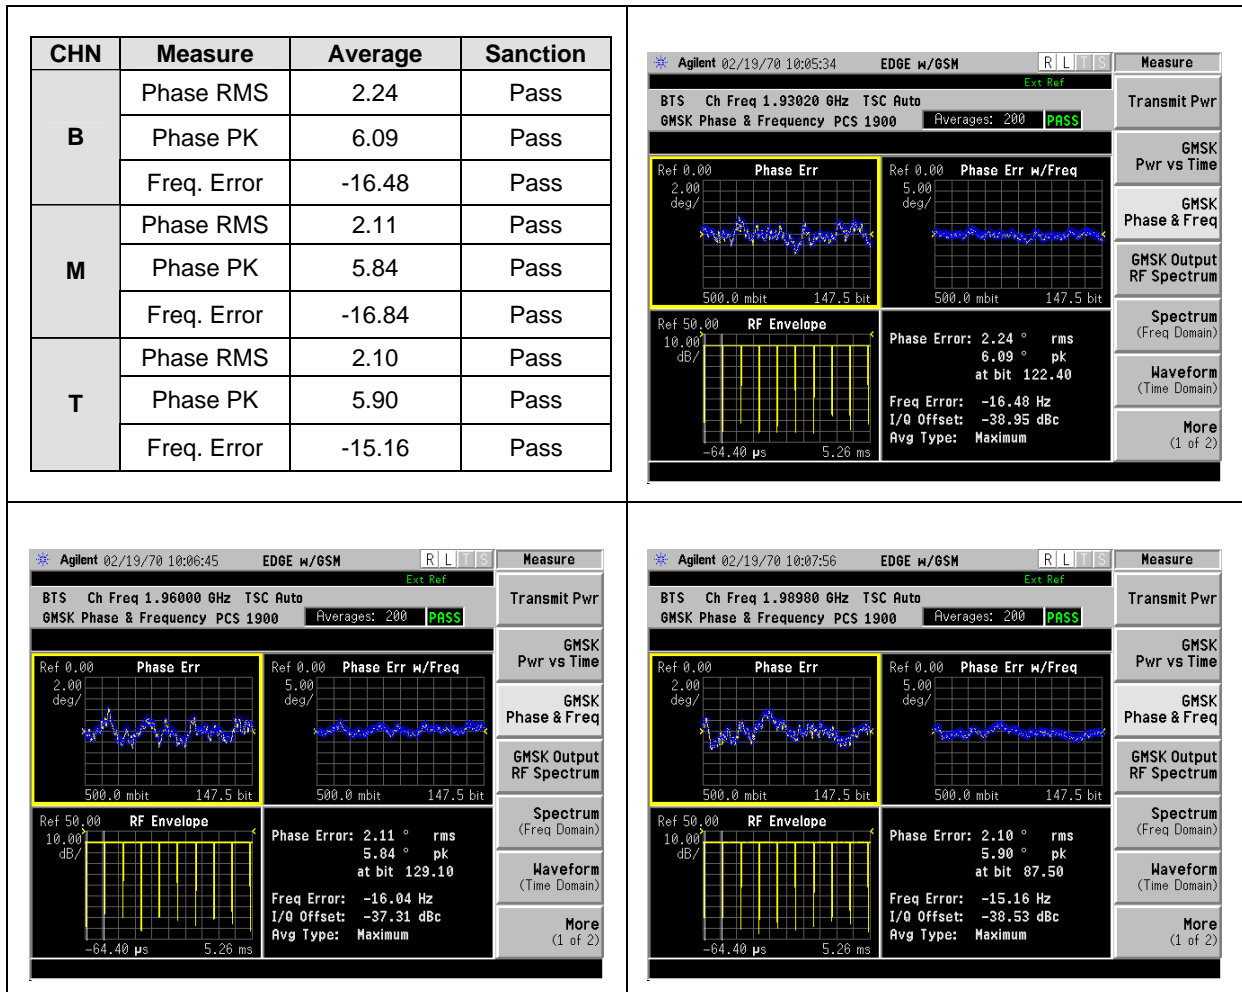 CHN Measure Average Sanction
B
Phase RMS 2.24 Pass
Phase PK 6.09 Pass
Freq. Error -16.48 Pass
M
Phase RMS 2.11 Pass
Phase PK 5.84 Pass
Freq. Error -16.84 Pass
T
Phase RMS 2.10 Pass
Phase PK 5.90 Pass
Freq. Error -15.16 Pass
Agilent 02/19/70 10:05:34 EDGE w/GSM R L T S Measure
Ext Ref
BTS Ch Freq 1.93020 GHz TSC Auto
GMSK Phase & Frequency PCS 1900 Averages: 200 PASS
Ref 0.00 Phase Err
2.00
deg/
500.0 mbit 147.5 bit
Ref 0.00 Phase Err w/Freq
5.00
deg/
500.0 mbit 147.5 bit
Ref 50.00 RF Envelope
10.00
dB/
-64.40 µs 5.26 ms
Phase Error: 2.24 ° rms
6.09 ° pk
at bit 122.40
Freq Error: -16.48 Hz
I/Q Offset: -38.95 dBc
Avg Type: Maximum
Transmit Pwr
GMSK
Pwr vs Time
GMSK
Phase & Freq
GMSK Output
RF Spectrum
Spectrum
(Freq Domain)
Waveform
(Time Domain)
More
(1 of 2)
Agilent 02/19/70 10:06:45 EDGE w/GSM R L T S Measure
Ext Ref
BTS Ch Freq 1.96000 GHz TSC Auto
GMSK Phase & Frequency PCS 1900 Averages: 200 PASS
Ref 0.00 Phase Err
2.00
deg/
500.0 mbit 147.5 bit
Ref 0.00 Phase Err w/Freq
5.00
deg/
500.0 mbit 147.5 bit
Ref 50.00 RF Envelope
10.00
dB/
-64.40 µs 5.26 ms
Phase Error: 2.11 ° rms
5.84 ° pk
at bit 129.10
Freq Error: -16.04 Hz
I/Q Offset: -37.31 dBc
Avg Type: Maximum
Transmit Pwr
GMSK
Pwr vs Time
GMSK
Phase & Freq
GMSK Output
RF Spectrum
Spectrum
(Freq Domain)
Waveform
(Time Domain)
More
(1 of 2)
Agilent 02/19/70 10:07:56 EDGE w/GSM R L T S Measure
Ext Ref
BTS Ch Freq 1.98980 GHz TSC Auto
GMSK Phase & Frequency PCS 1900 Averages: 200 PASS
Ref 0.00 Phase Err
2.00
deg/
500.0 mbit 147.5 bit
Ref 0.00 Phase Err w/Freq
5.00
deg/
500.0 mbit 147.5 bit
Ref 50.00 RF Envelope
10.00
dB/
-64.40 µs 5.26 ms
Phase Error: 2.10 ° rms
5.90 ° pk
at bit 87.50
Freq Error: -15.16 Hz
I/Q Offset: -38.53 dBc
Avg Type: Maximum
Transmit Pwr
GMSK
Pwr vs Time
GMSK
Phase & Freq
GMSK Output
RF Spectrum
Spectrum
(Freq Domain)
Waveform
(Time Domain)
More
(1 of 2)